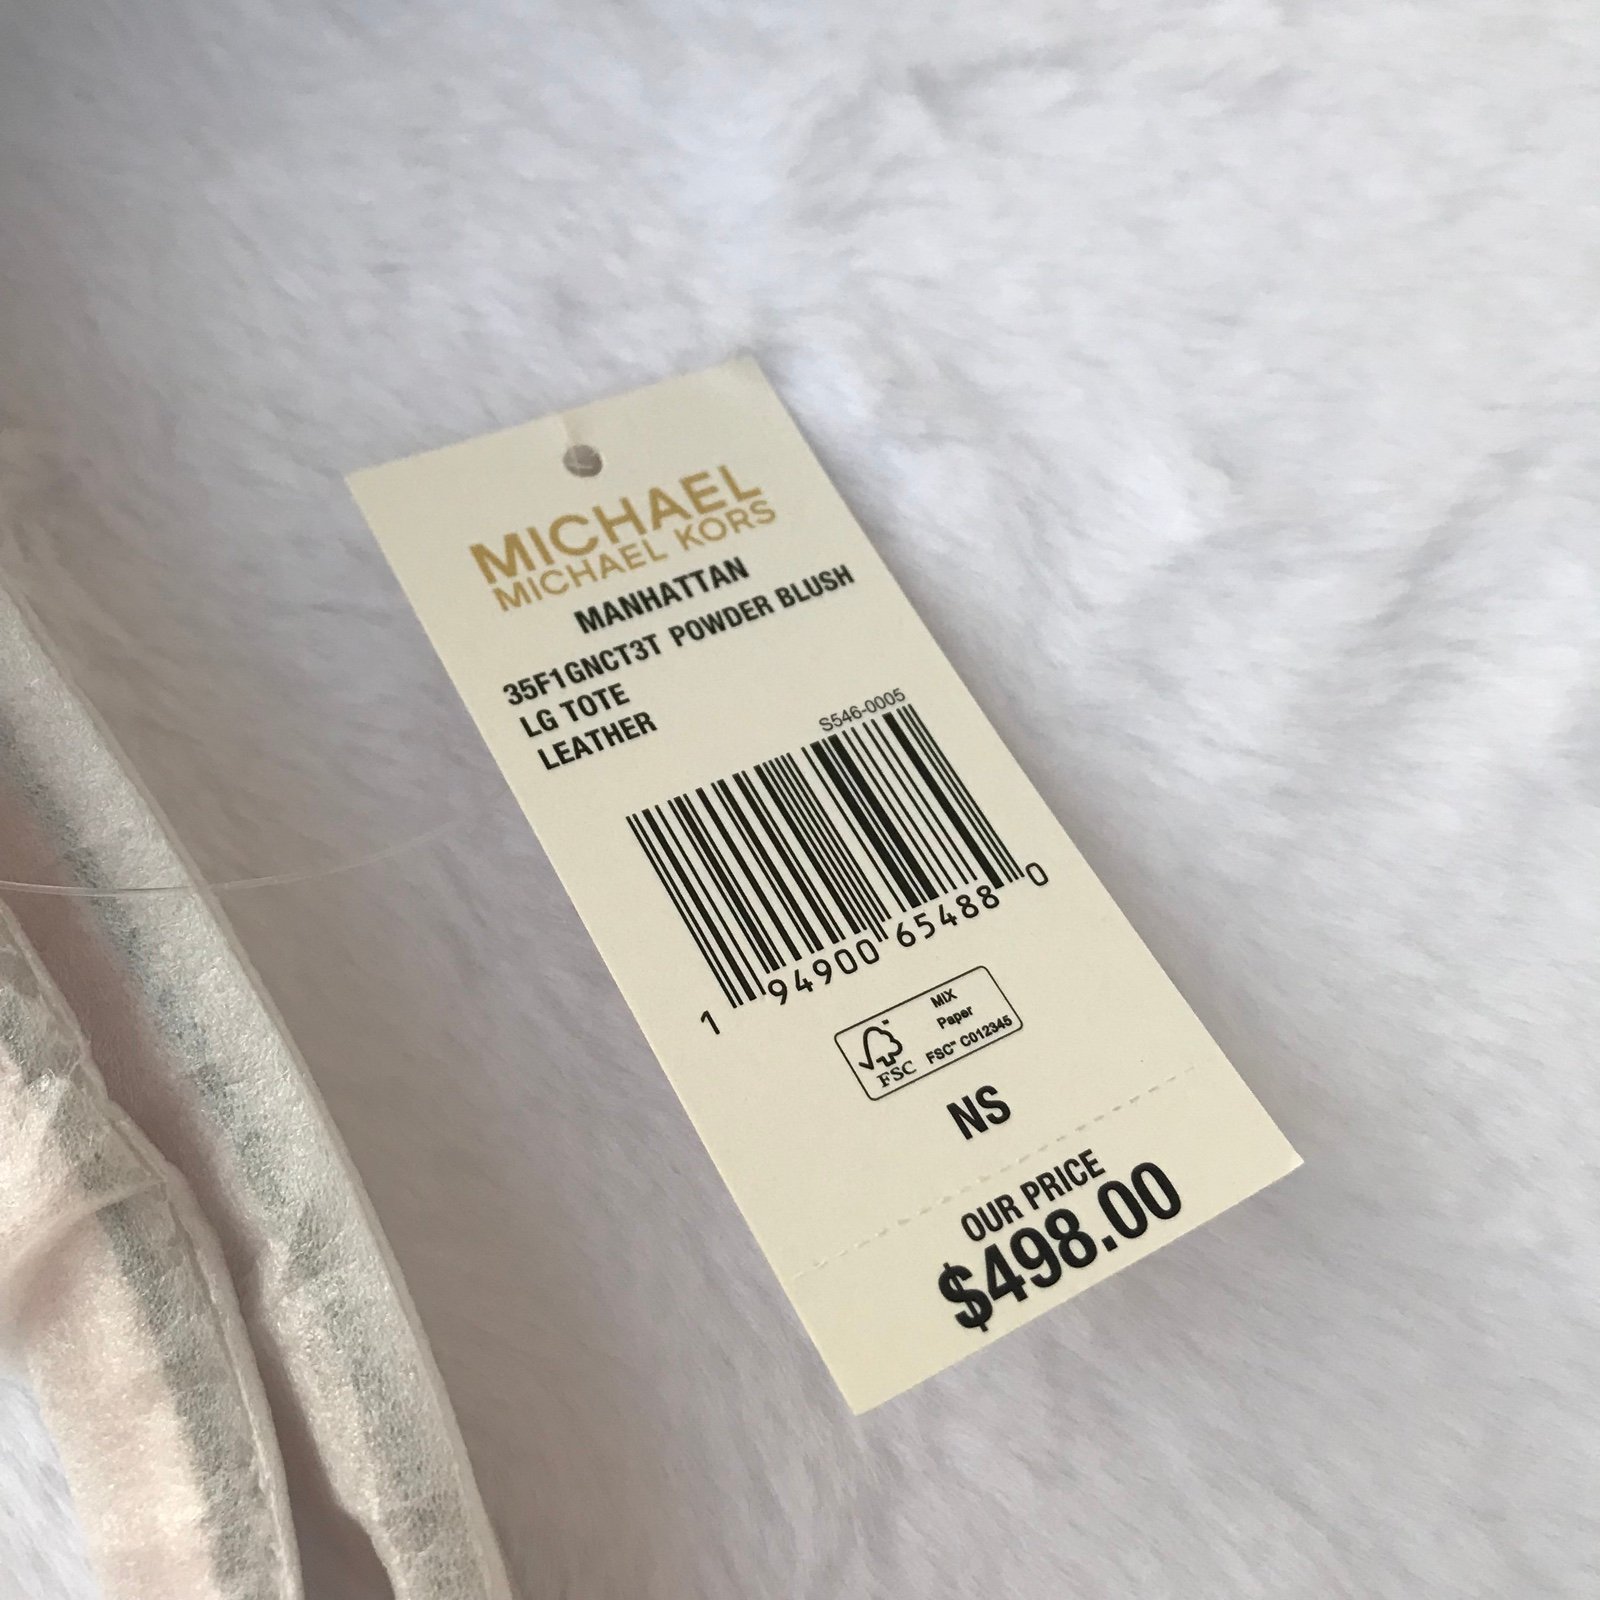 MICHAEL
MICHAEL KORS
MANHATTAN
35F1GNCT3T POWDER BLUSH
LG TOTE
LEATHER
S546-0005
1 94900 65488 0
MIX
Paper
FSC™ C012345
FSC
NS
OUR PRICE
$498.00